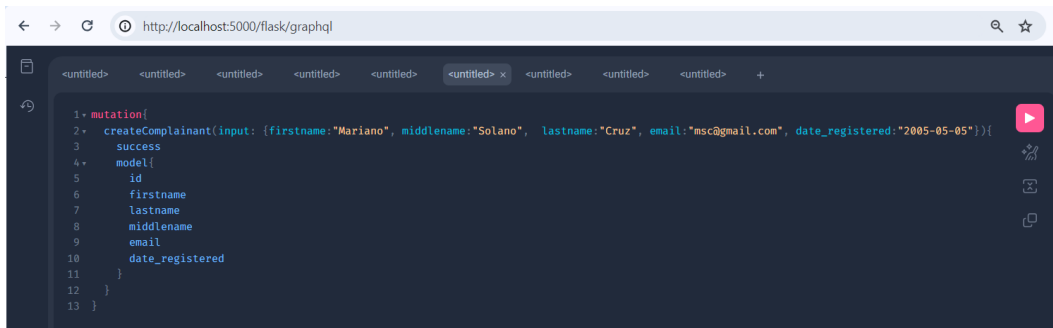 http://localhost:5000/flask/graphql
<untitled> <untitled> <untitled> <untitled> <untitled> <untitled> × <untitled> <untitled> <untitled> +
1 mutation{
2 createComplainant(input: {firstname:"Mariano", middlename:"Solano",  lastname:"Cruz", email:"msc@gmail.com", date_registered:"2005-05-05"}){
3 success
4 model{
5 id
6 firstname
7 lastname
8 middlename
9 email
10 date_registered
11 }
12 }
13 }